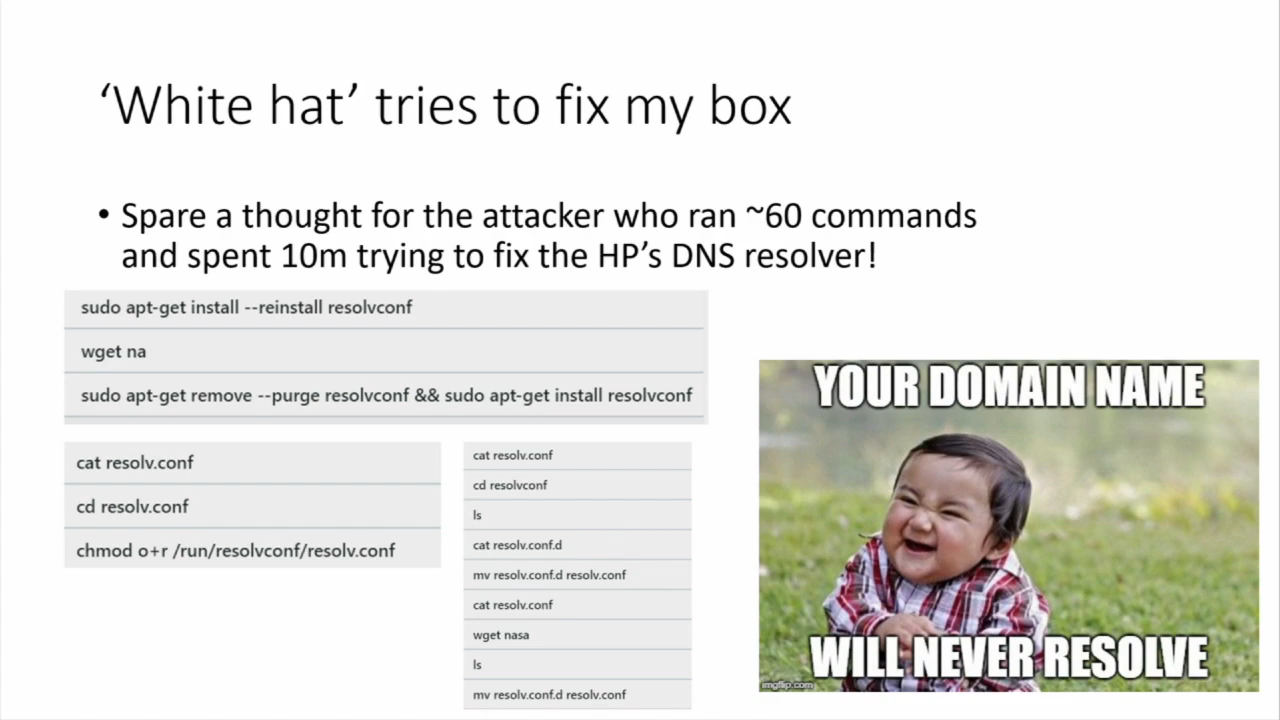 ‘White hat’ tries to fix my box
• Spare a thought for the attacker who ran ~60 commands
and spent 10m trying to fix the HP’s DNS resolver!
sudo apt-get install --reinstall resolvconf
wget na
sudo apt-get remove --purge resolvconf && sudo apt-get install resolvconf
cat resolv.conf
cd resolv.conf
chmod o+r /run/resolvconf/resolv.conf
cat resolv.conf
cd resolvconf
ls
cat resolv.conf.d
mv resolv.conf.d resolv.conf
cat resolv.conf
wget nasa
ls
mv resolv.conf.d resolv.conf
YOUR DOMAIN NAME
WILL NEVER RESOLVE
imgflip.com